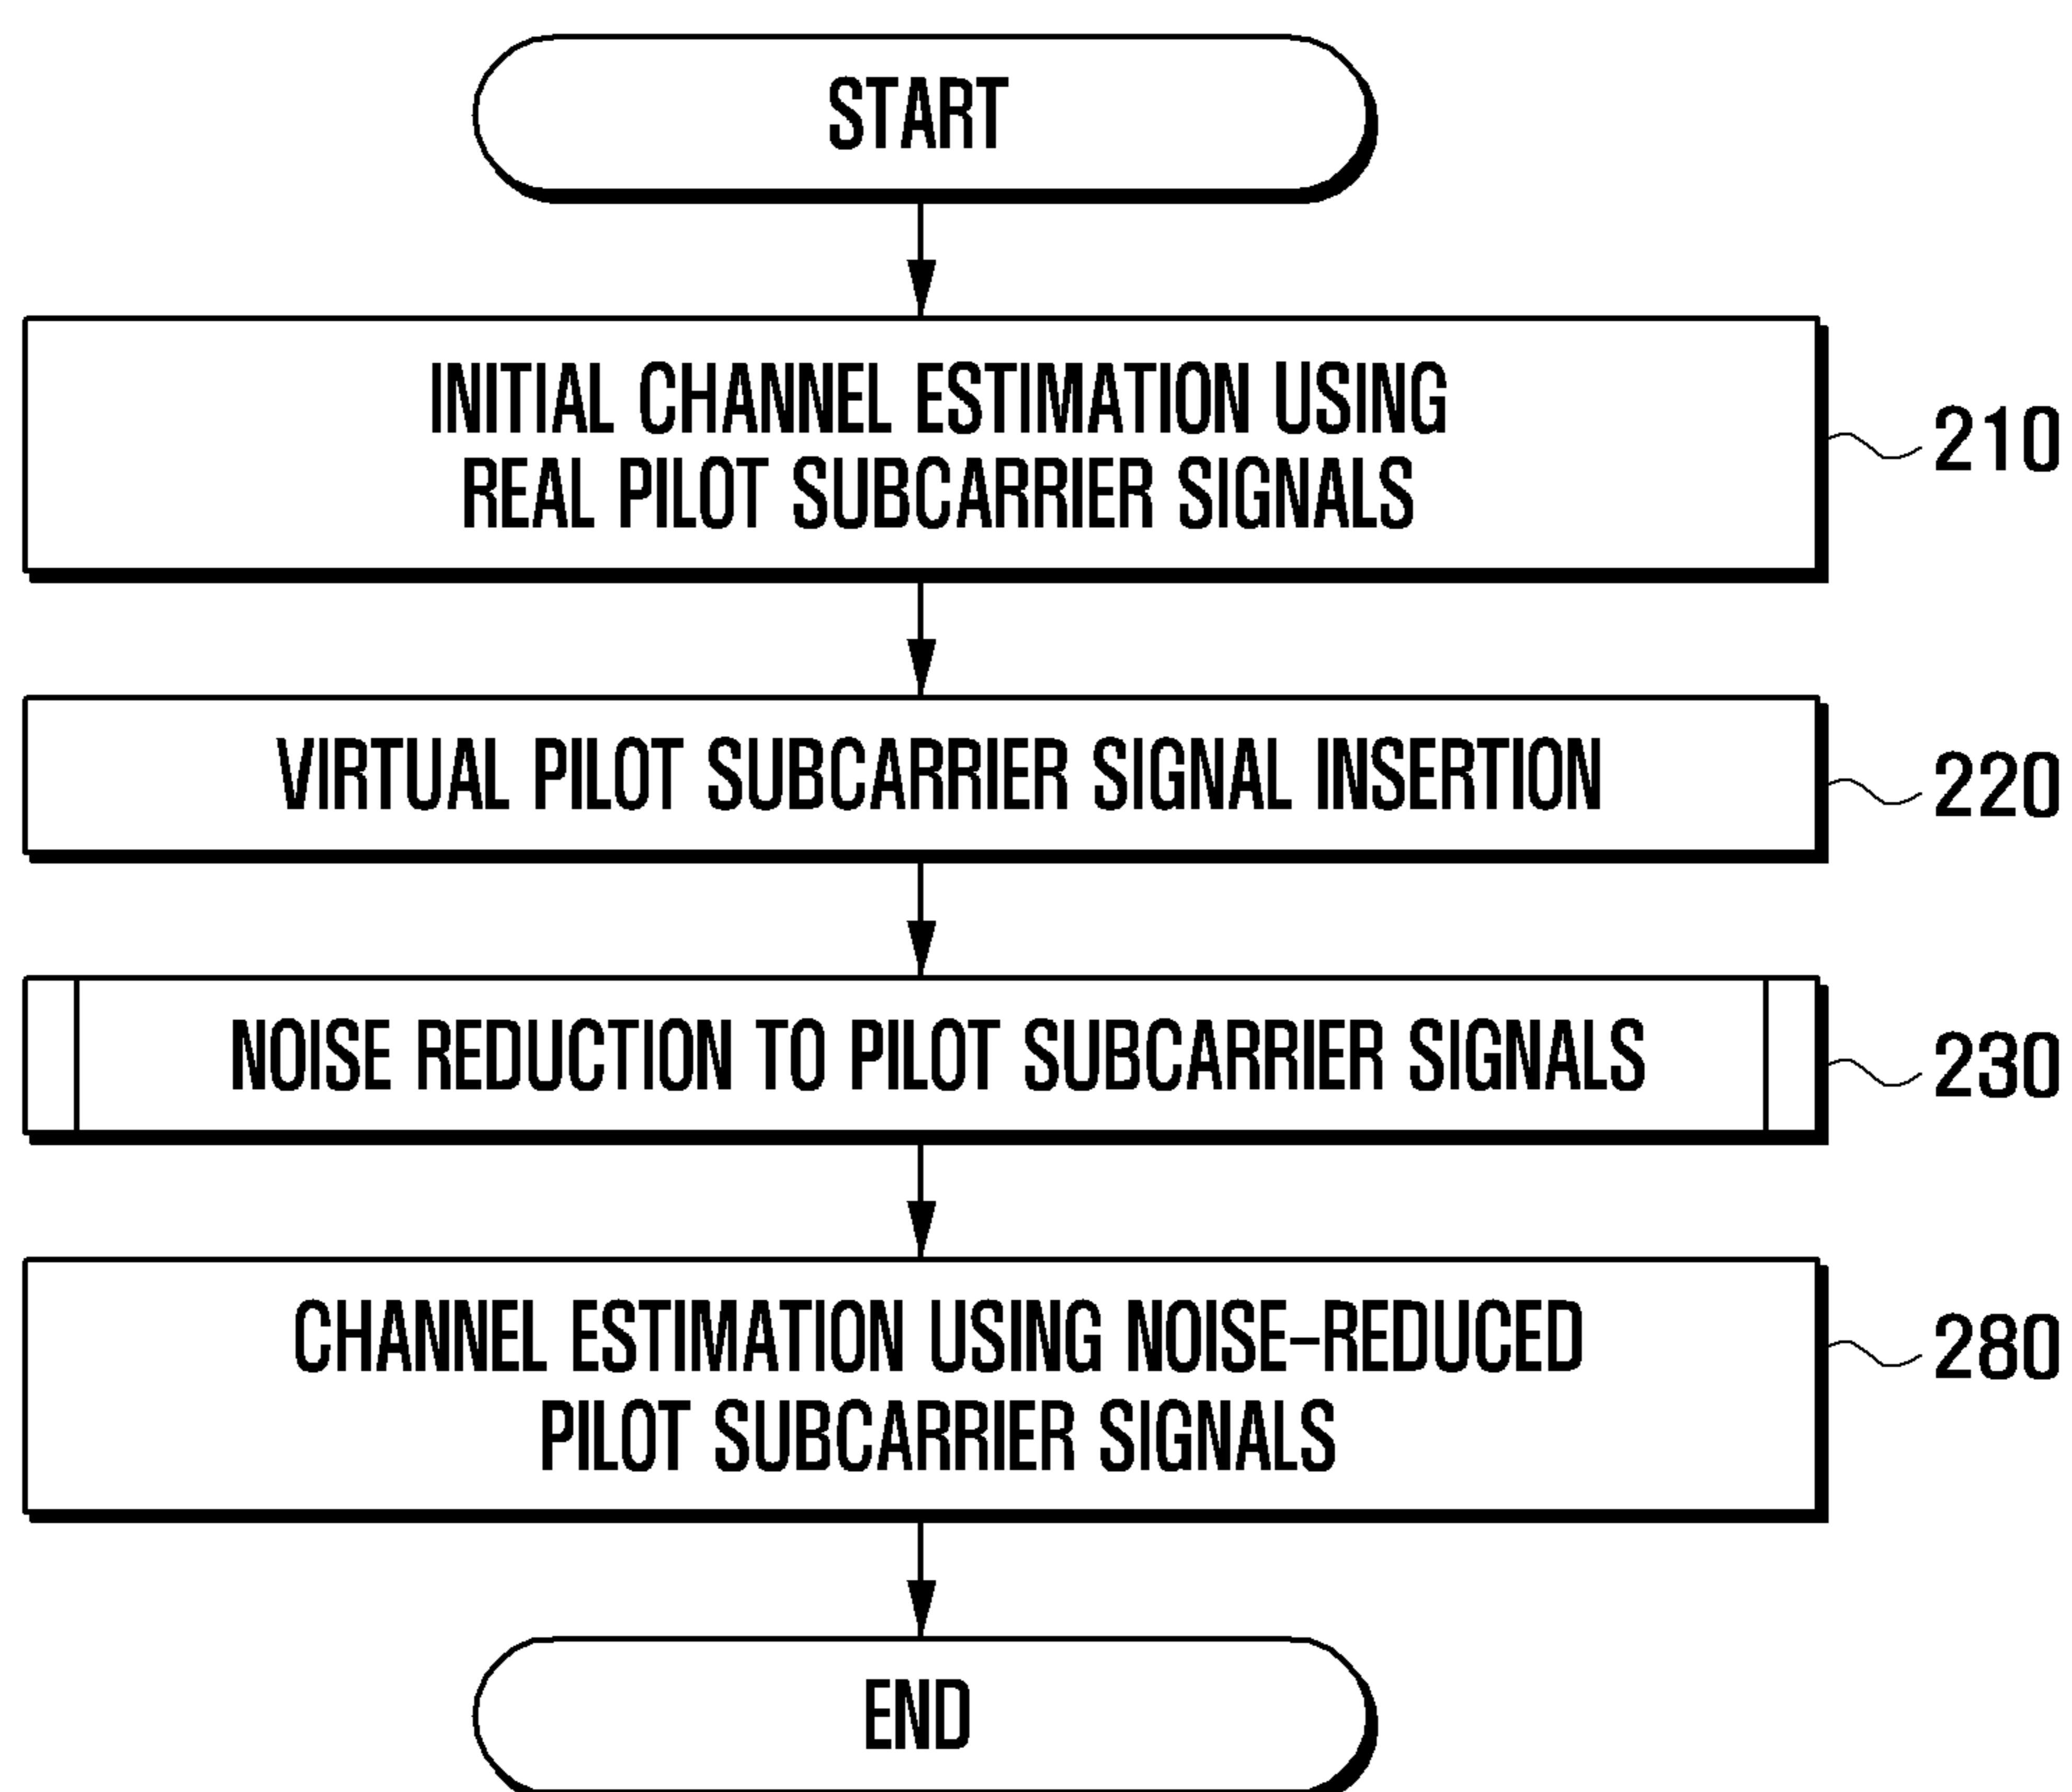 START
INITIAL CHANNEL ESTIMATION USING
REAL PILOT SUBCARRIER SIGNALS
210
VIRTUAL PILOT SUBCARRIER SIGNAL INSERTION
220
NOISE REDUCTION TO PILOT SUBCARRIER SIGNALS
230
CHANNEL ESTIMATION USING NOISE-REDUCED
PILOT SUBCARRIER SIGNALS
280
END